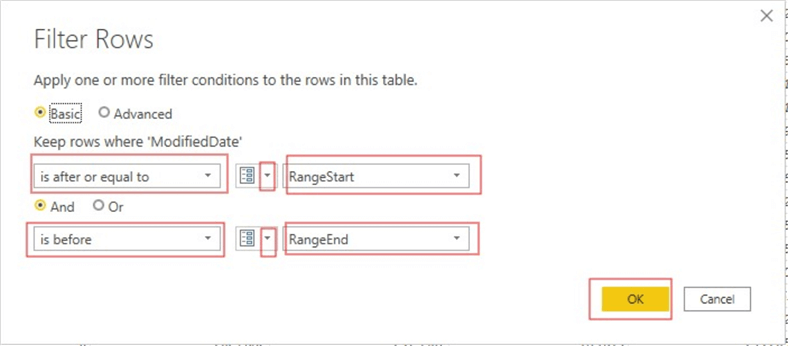 Filter Rows
Apply one or more filter conditions to the rows in this table.
Basic Advanced
Keep rows where 'ModifiedDate'
is after or equal to RangeStart
And Or
is before RangeEnd
OK Cancel